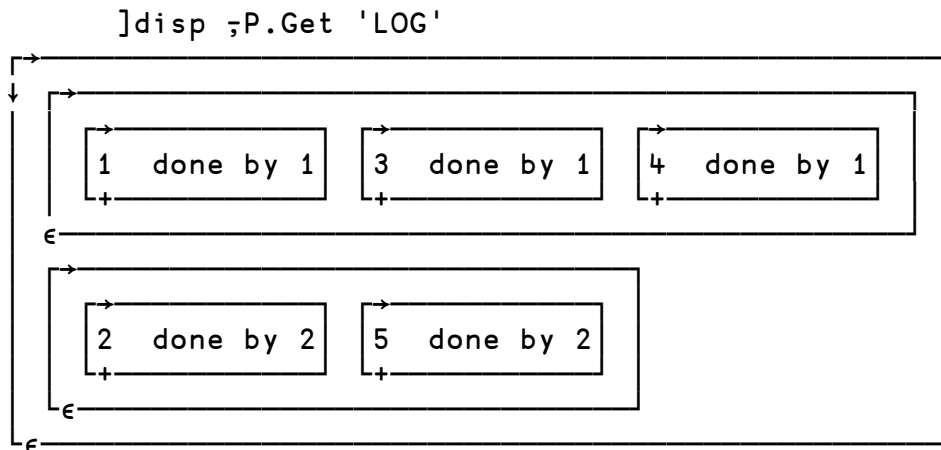 ]disp ⍪P.Get 'LOG'
┌→─────────────────────────────────────────────────
↓ ┌→─────────────────────────────────────────────┐
│ │ ┌→───────────┐ ┌→───────────┐ ┌→───────────┐ │
│ │ │1  done by 1│ │3  done by 1│ │4  done by 1│ │
│ │ └+───────────┘ └+───────────┘ └+───────────┘ │
│ ∊──────────────────────────────────────────────┘
│ ┌→──────────────────────────────┐
│ │ ┌→───────────┐ ┌→───────────┐ │
│ │ │2  done by 2│ │5  done by 2│ │
│ │ └+───────────┘ └+───────────┘ │
│ └∊──────────────────────────────┘
└∊─────────────────────────────────────────────────